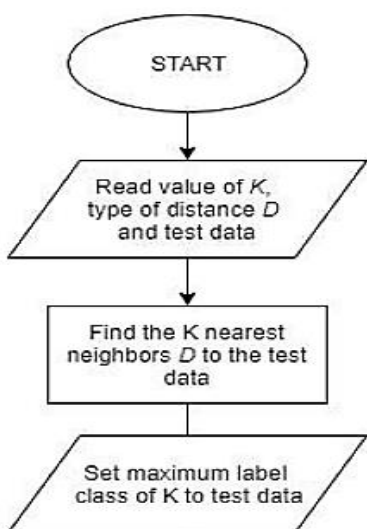 START
Read value of K,
type of distance D
and test data
Find the K nearest
neighbors D to the test
data
Set maximum label
class of K to test data